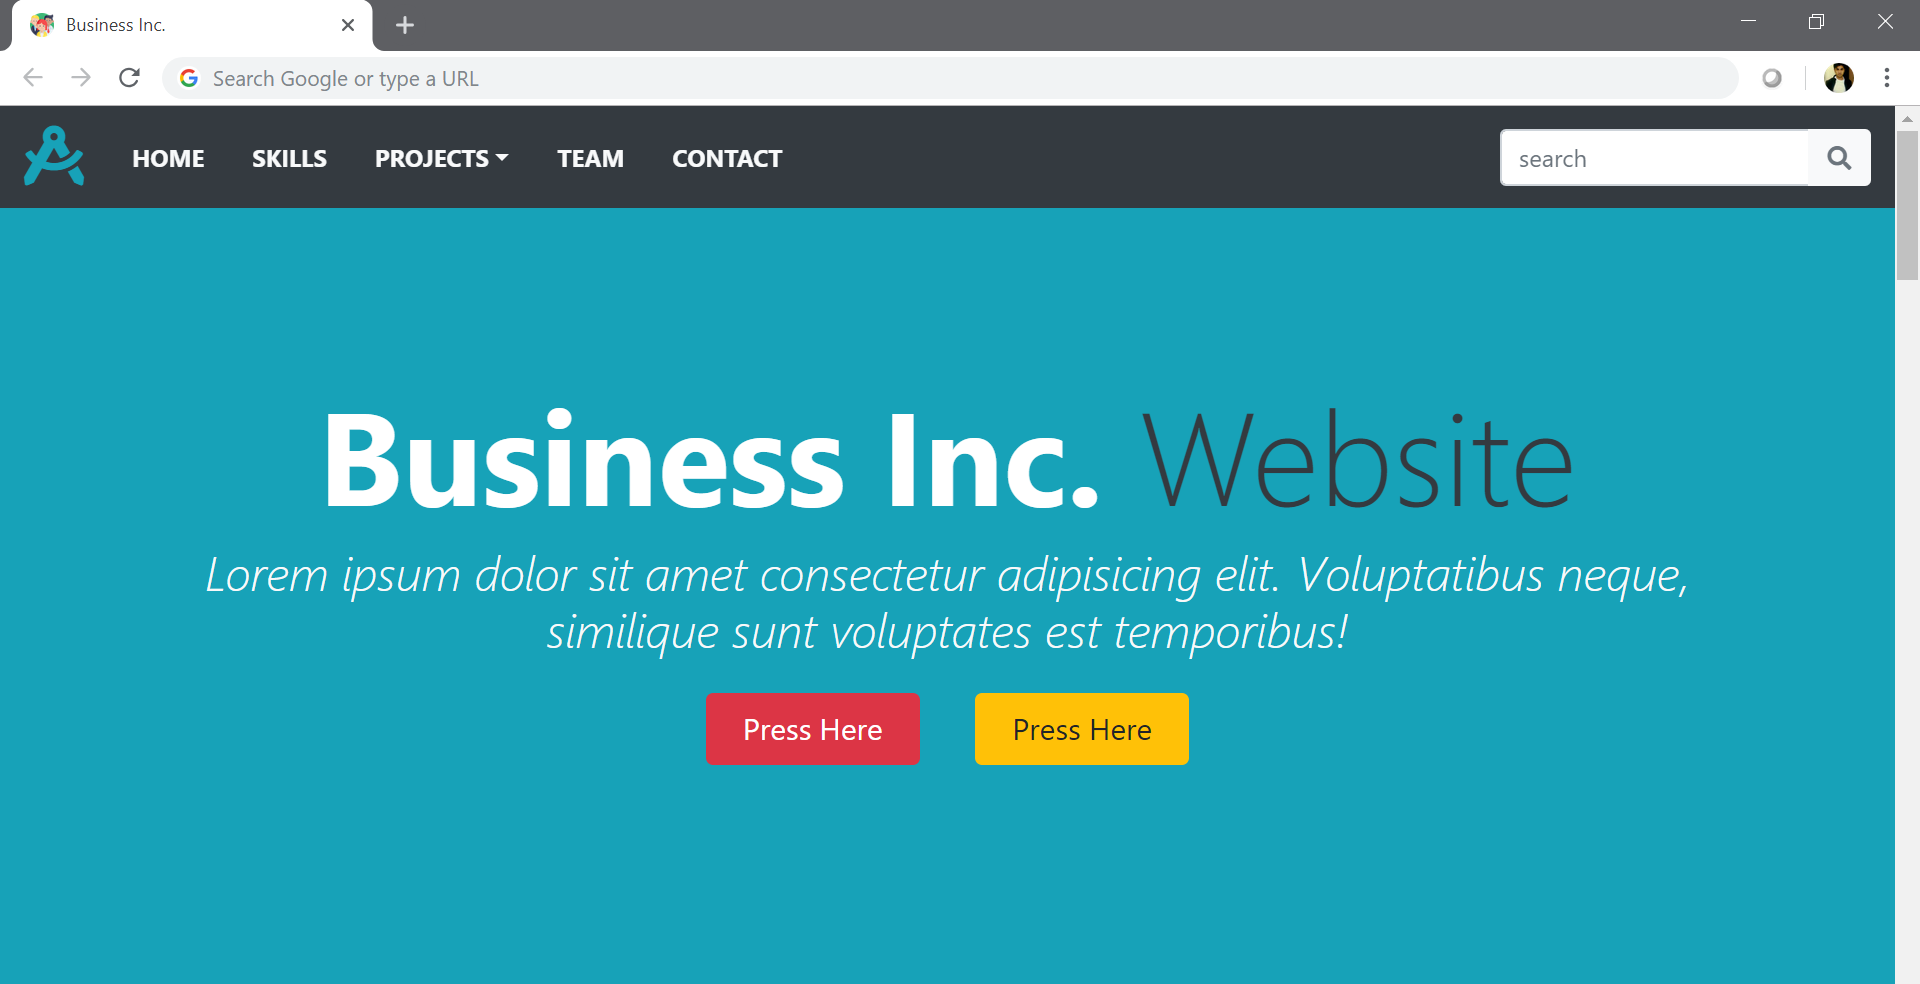 Business Inc.
Search Google or type a URL
HOME SKILLS PROJECTS TEAM CONTACT search
Business Inc. Website
Lorem ipsum dolor sit amet consectetur adipisicing elit. Voluptatibus neque,
similique sunt voluptates est temporibus!
Press Here Press Here